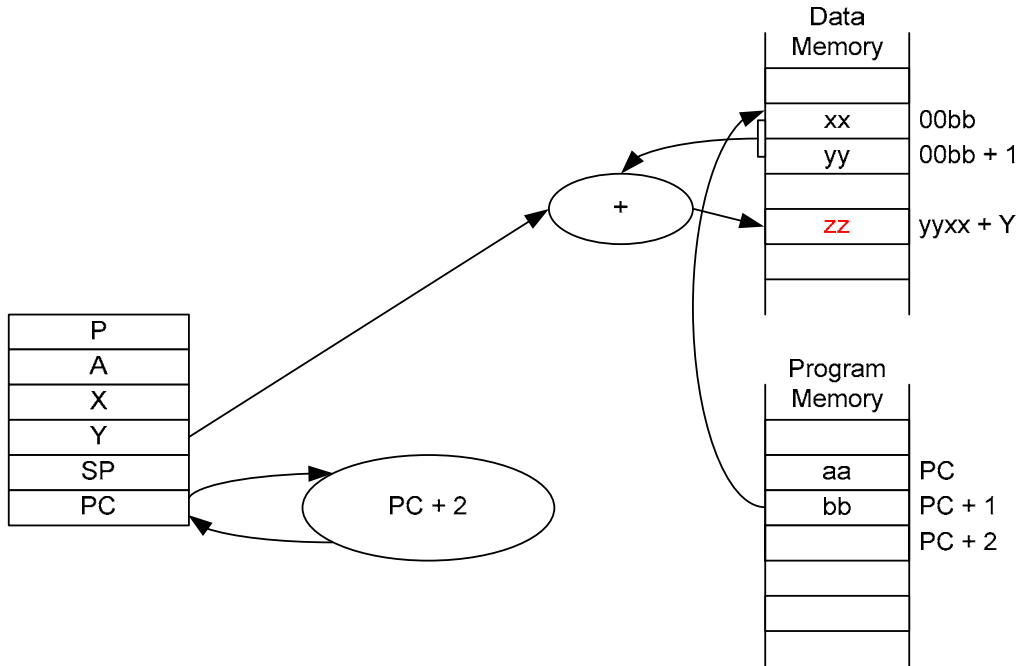 Data
Memory
xx 00bb
yy 00bb + 1
+
zz yyxx + Y
P
A
X
Y
SP
PC
PC + 2
Program
Memory
aa PC
bb PC + 1
PC + 2